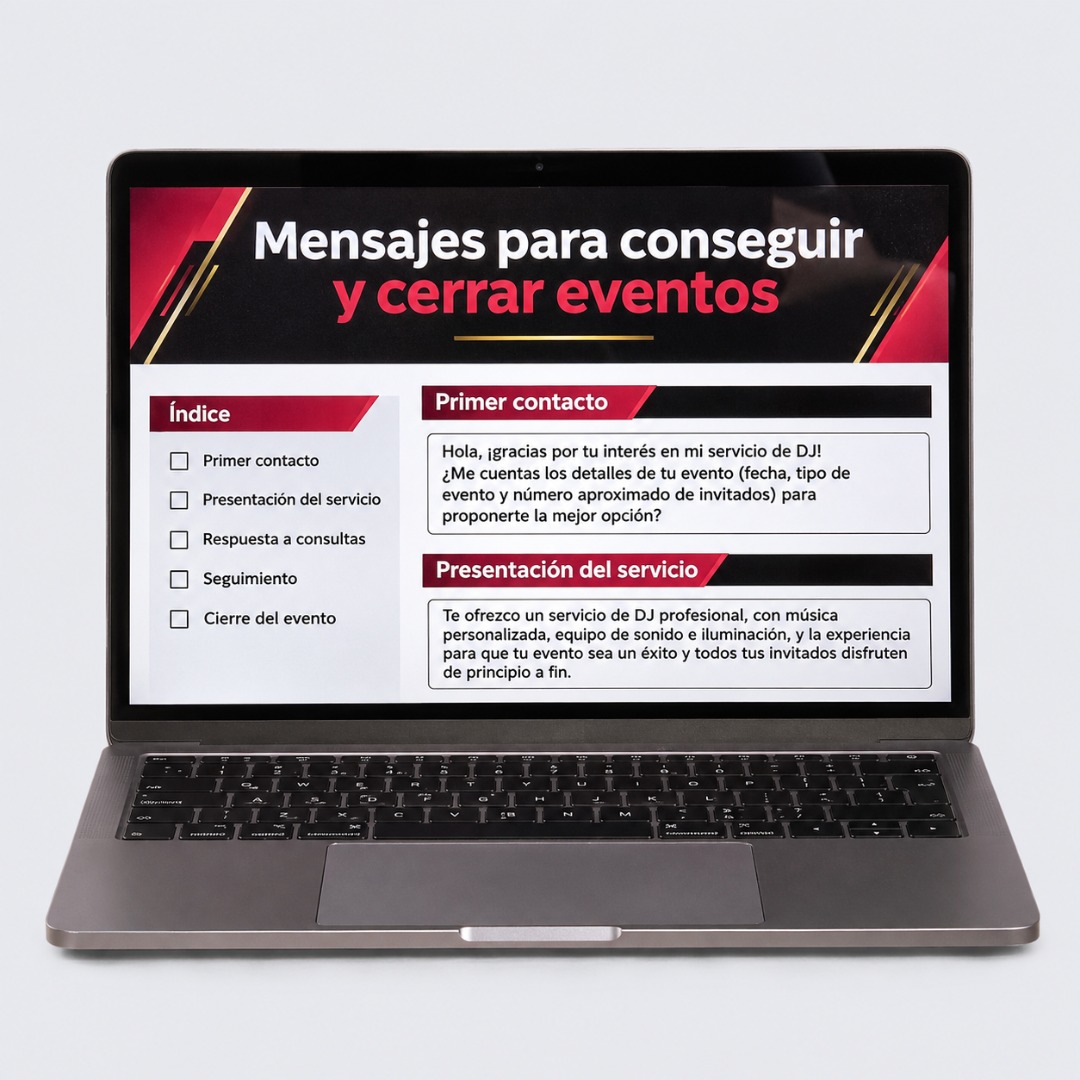 Mensajes para conseguir
y cerrar eventos
Índice
Primer contacto
Presentación del servicio
Respuesta a consultas
Seguimiento
Cierre del evento
Primer contacto
Hola, ¡gracias por tu interés en mi servicio de DJ!
¿Me cuentas los detalles de tu evento (fecha, tipo de
evento y número aproximado de invitados) para
proponerte la mejor opción?
Presentación del servicio
Te ofrezco un servicio de DJ profesional, con música
personalizada, equipo de sonido e iluminación, y la experiencia
para que tu evento sea un éxito y todos tus invitados disfruten
de principio a fin.